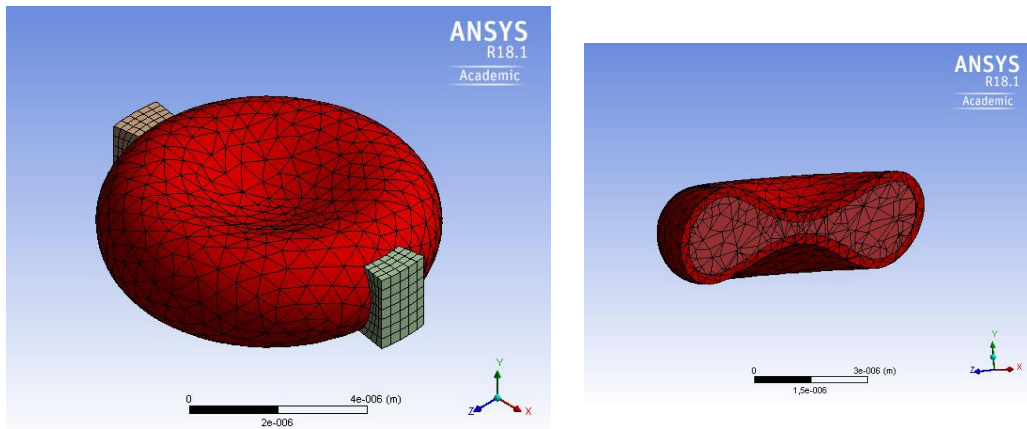 ANSYS
R18.1
Academic
0
4e-006 (m)
2e-006
Y
Z
X
ANSYS
R18.1
Academic
0
3e-006 (m)
1,5e-006
Y
Z
X